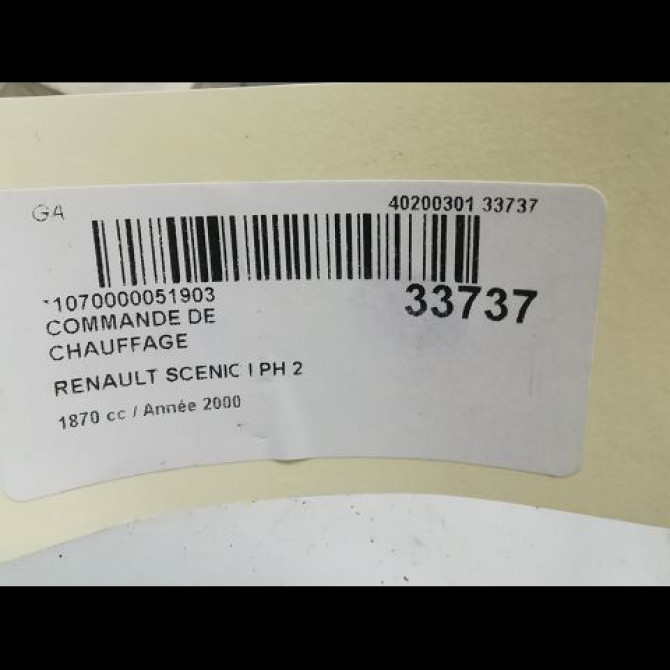 GA 40200301 33737
*1070000051903 33737
COMMANDE DE
CHAUFFAGE
RENAULT SCENIC I PH 2
1870 cc / Année 2000